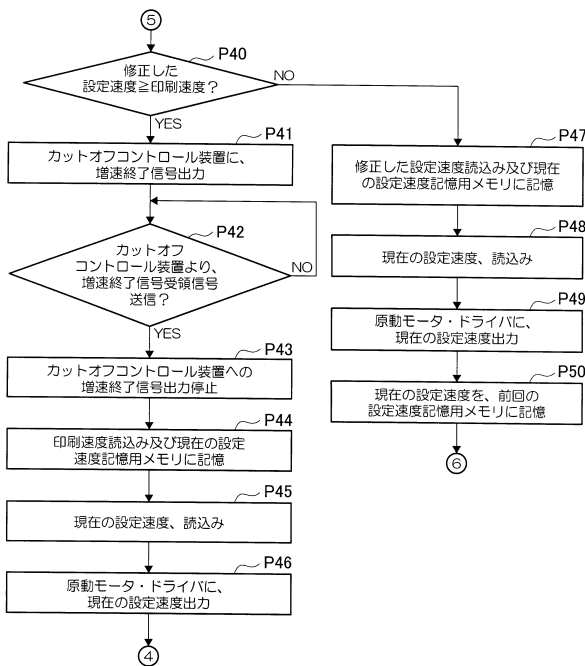 ⑤
P40
修正した
設定速度≧印刷速度？
NO
YES
P41
カットオフコントロール装置に、
増速終了信号出力
P42
カットオフ
コントロール装置より、
増速終了信号受領信号
送信？
NO
YES
P43
カットオフコントロール装置への
増速終了信号出力停止
P44
印刷速度読込み及び現在の設定
速度記憶用メモリに記憶
P45
現在の設定速度、読込み
P46
原動モータ・ドライバに、
現在の設定速度出力
④
P47
修正した設定速度読込み及び現在
の設定速度記憶用メモリに記憶
P48
現在の設定速度、読込み
P49
原動モータ・ドライバに、
現在の設定速度出力
P50
現在の設定速度を、前回の
設定速度記憶用メモリに記憶
⑥